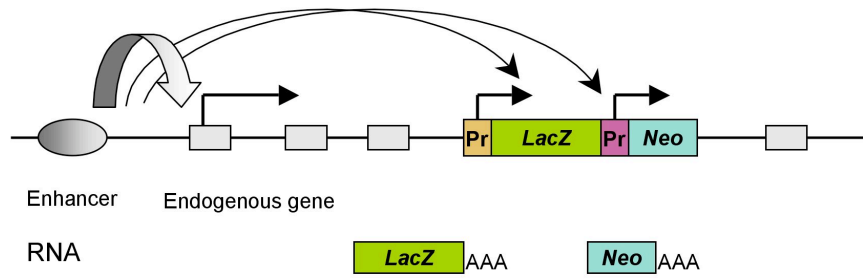 Pr LacZ Pr Neo
Enhancer Endogenous gene
RNA LacZ AAA Neo AAA